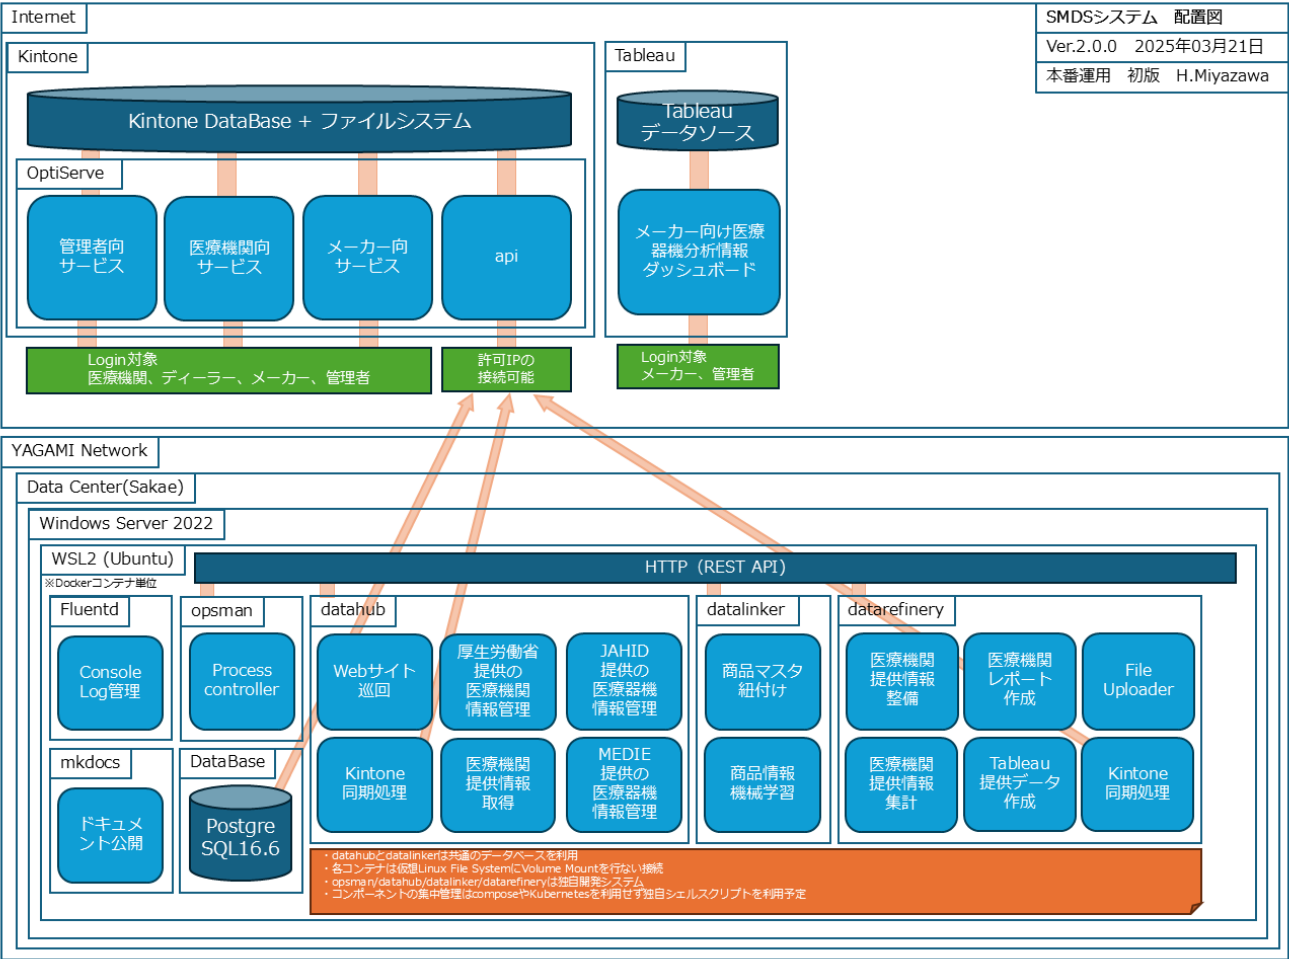 Internet
SMDSシステム　配置図
Ver.2.0.0　2025年03月21日
本番運用　初版　H.Miyazawa
Kintone
Kintone DataBase + ファイルシステム
OptiServe
管理者向
サービス
医療機関向
サービス
メーカー向
サービス
api
Login対象
医療機関、ディーラー、メーカー、管理者
許可IPの
接続可能
Tableau
Tableau
データソース
メーカー向け医療
器機分析情報
ダッシュボード
Login対象
メーカー、管理者
YAGAMI Network
Data Center(Sakae)
Windows Server 2022
WSL2 (Ubuntu)
※Dockerコンテナ単位
HTTP（REST API）
Fluentd
Console
Log管理
opsman
Process
controller
datahub
Webサイト
巡回
厚生労働省
提供の
医療機関
情報管理
JAHID
提供の
医療器機
情報管理
Kintone
同期処理
医療機関
提供情報
取得
MEDIE
提供の
医療器機
情報管理
datalinker
商品マスタ
紐付け
商品情報
機械学習
datarefinery
医療機関
提供情報
整備
医療機関
レポート
作成
File
Uploader
医療機関
提供情報
集計
Tableau
提供データ
作成
Kintone
同期処理
mkdocs
ドキュメ
ント公開
DataBase
Postgre
SQL16.6
・datahubとdatalinkerは共通のデータベースを利用
・各コンテナは仮想Linux File SystemにVolume Mountを行ない接続
・opsman/datahub/datalinker/datarefineryは独自開発システム
・コンポーネントの集中管理はcomposeやKubernetesを利用せず独自シェルスクリプトを利用予定